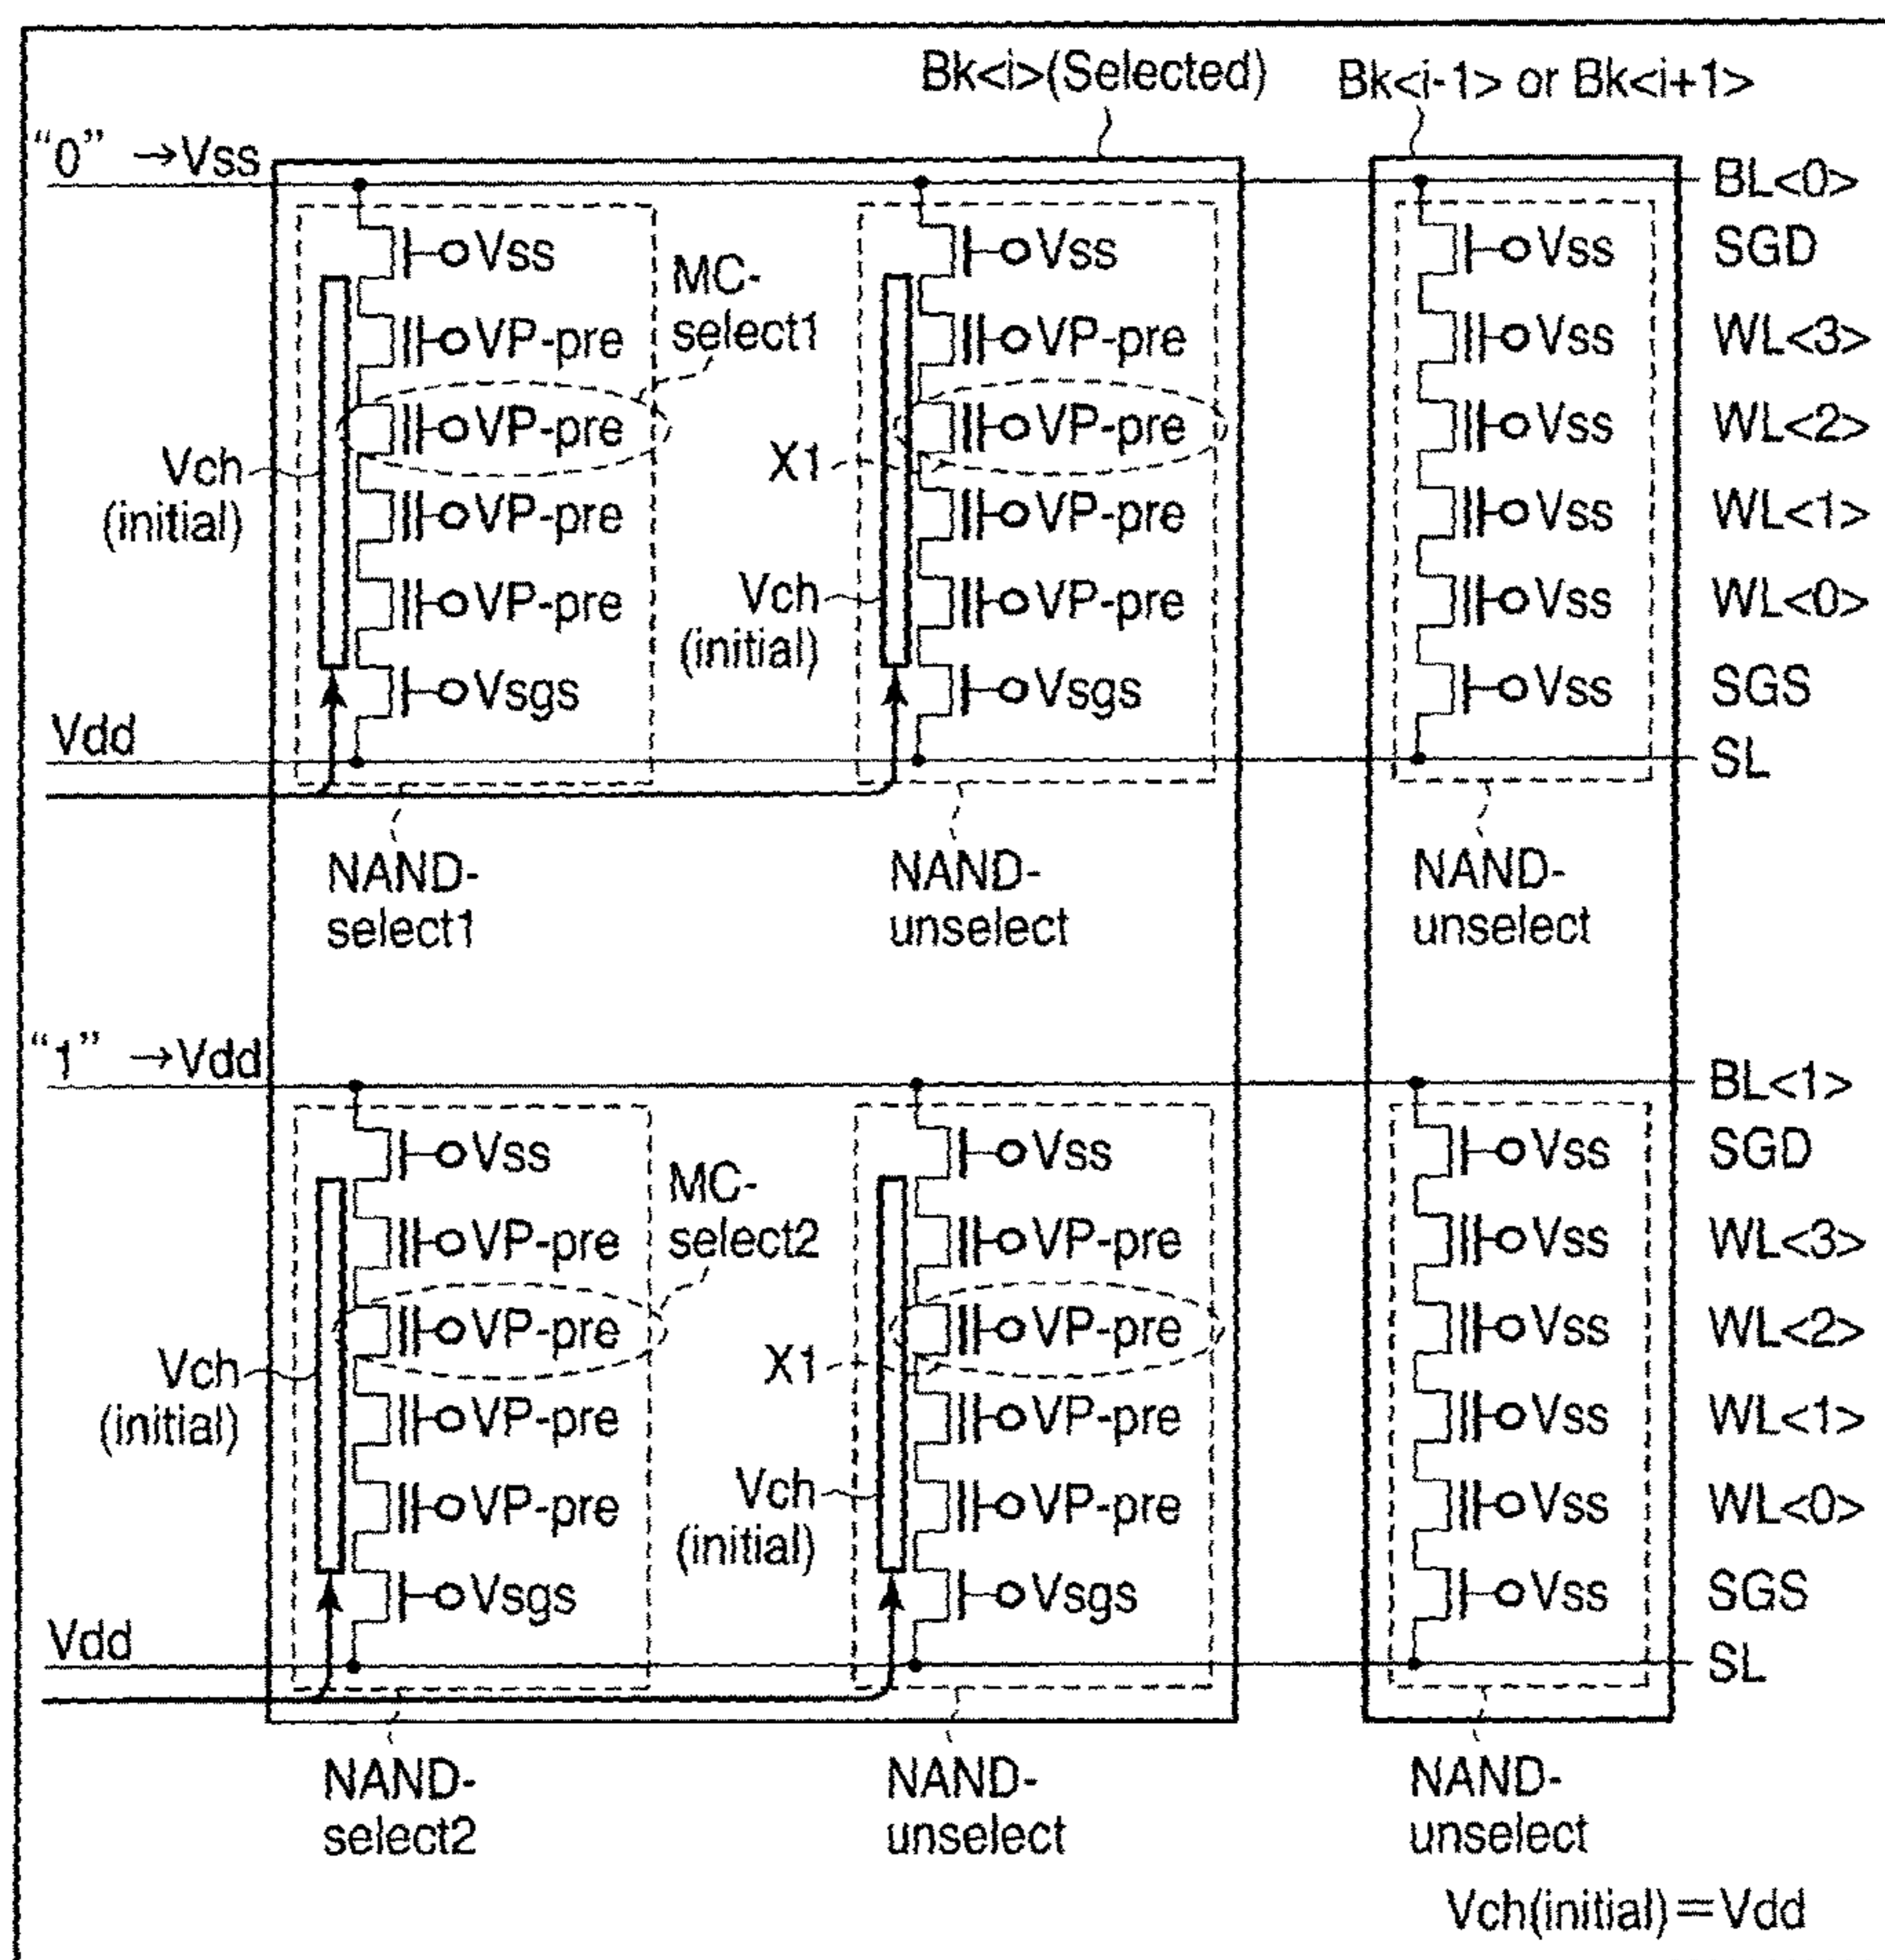 Bk<i>(Selected)
Bk<i-1> or Bk<i+1>
“0” →Vss
BL<0>
Vss
Vss
Vss
SGD
MC-
select1
VP-pre
VP-pre
Vss
WL<3>
VP-pre
VP-pre
Vss
WL<2>
Vch
(initial)
X1
VP-pre
VP-pre
Vss
WL<1>
Vch
(initial)
VP-pre
VP-pre
Vss
WL<0>
Vsgs
Vsgs
Vss
SGS
Vdd
SL
NAND-
select1
NAND-
unselect
NAND-
unselect
“1” →Vdd
BL<1>
Vss
Vss
Vss
SGD
MC-
select2
VP-pre
VP-pre
Vss
WL<3>
VP-pre
VP-pre
Vss
WL<2>
Vch
(initial)
X1
VP-pre
VP-pre
Vss
WL<1>
Vch
(initial)
VP-pre
VP-pre
Vss
WL<0>
Vsgs
Vsgs
Vss
SGS
Vdd
SL
NAND-
select2
NAND-
unselect
NAND-
unselect
Vch(initial)=Vdd